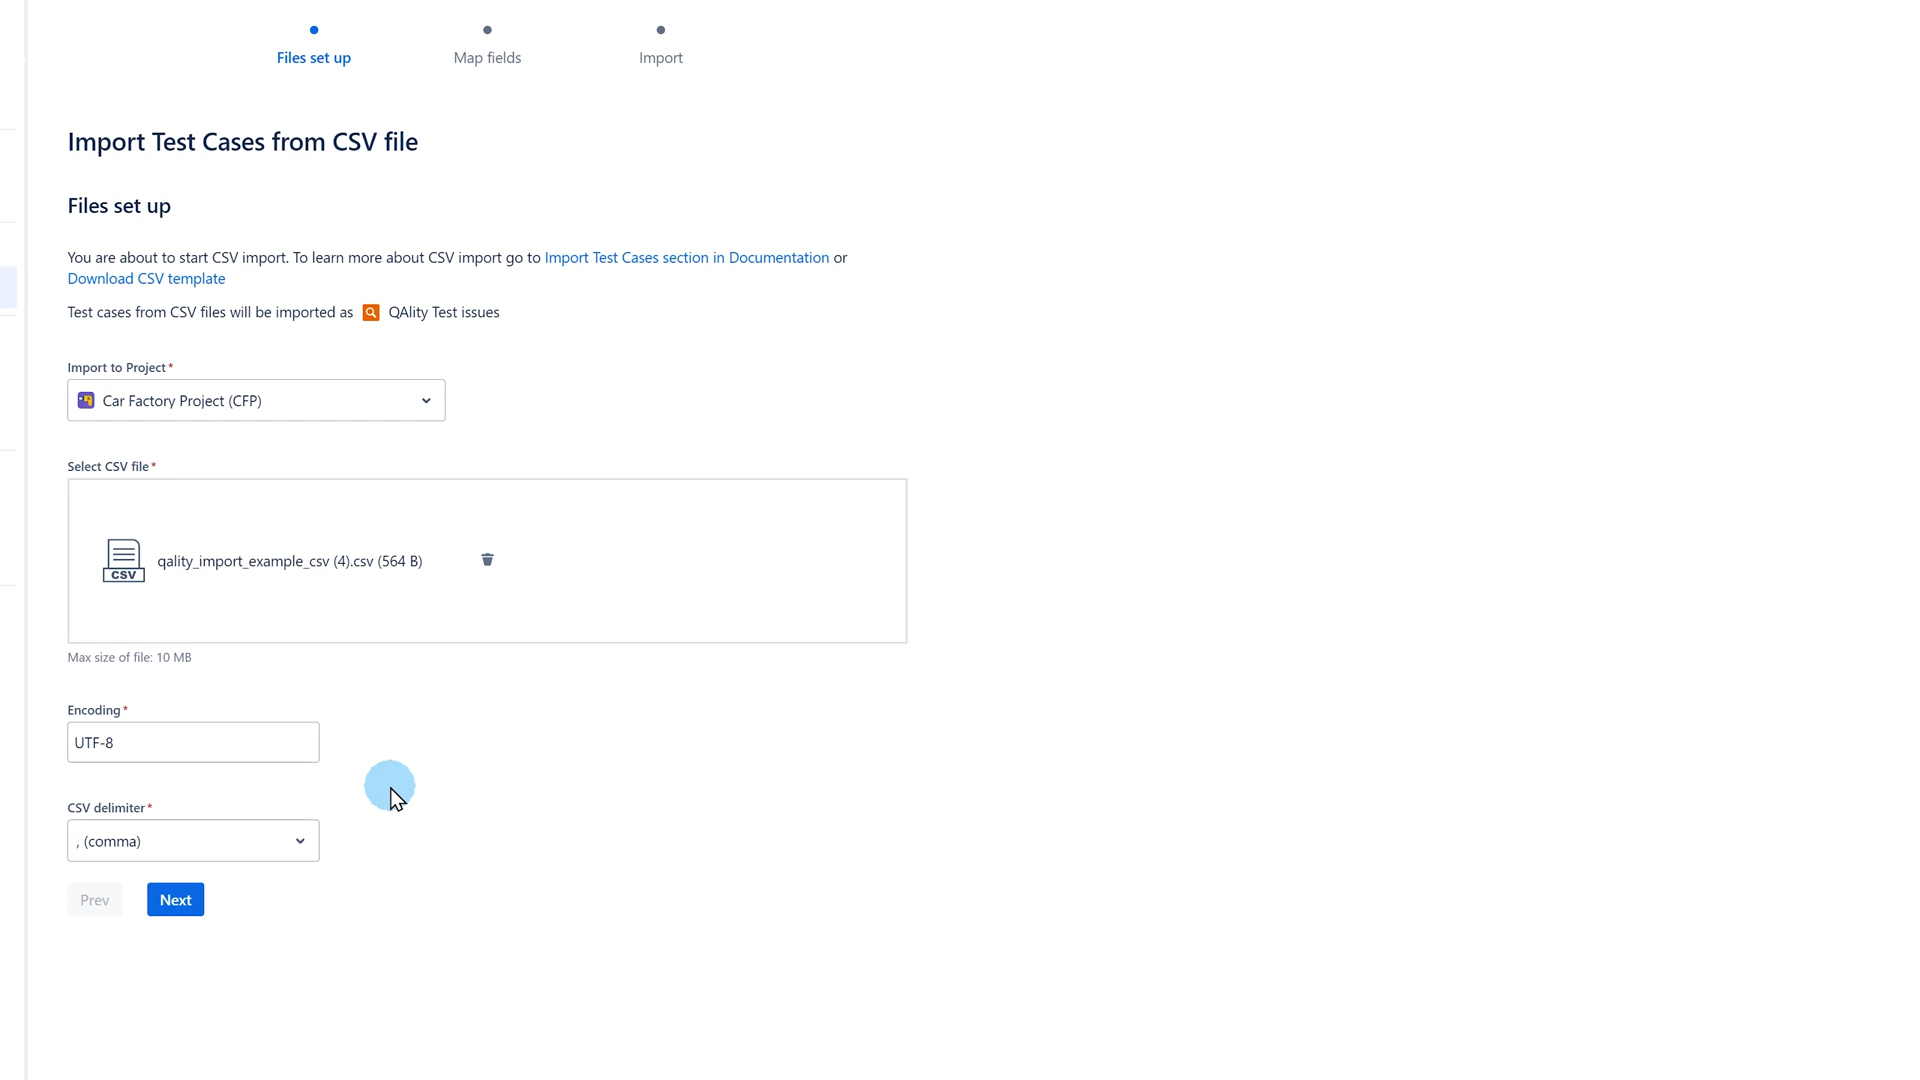 Files set up
Map fields
Import
Import Test Cases from CSV file
Files set up
You are about to start CSV import. To learn more about CSV import go to Import Test Cases section in Documentation or
Download CSV template
Test cases from CSV files will be imported as QAlity Test issues
Import to Project*
Car Factory Project (CFP)
Select CSV file*
CSV
qality_import_example_csv (4).csv (564 B)
Max size of file: 10 MB
Encoding*
UTF-8
CSV delimiter*
, (comma)
Prev
Next